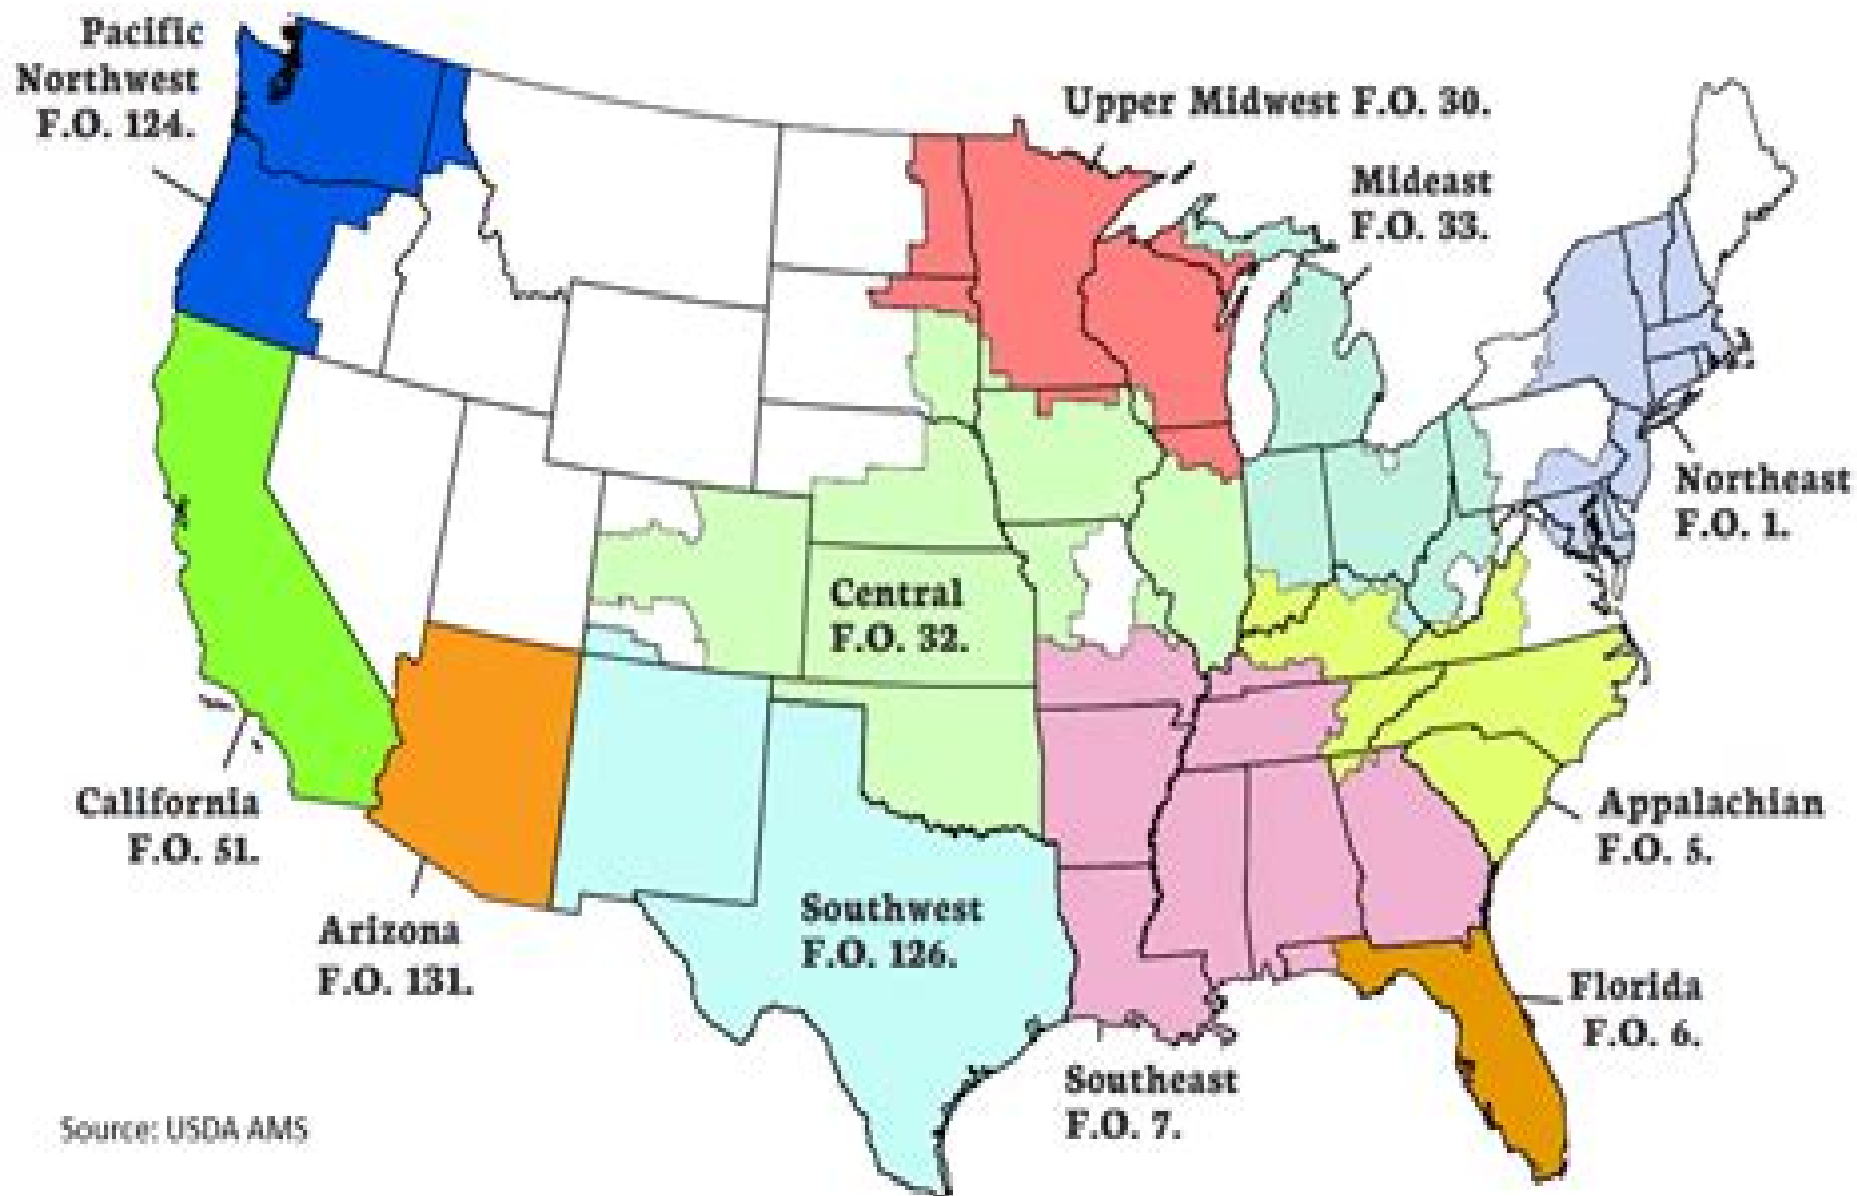 Pacific
Northwest
F.O. 124.
Upper Midwest F.O. 30.
Mideast
F.O. 33.
Northeast
F.O. 1.
Central
F.O. 32.
California
F.O. 51.
Appalachian
F.O. 5.
Arizona
F.O. 131.
Southwest
F.O. 126.
Florida
F.O. 6.
Southeast
F.O. 7.
Source: USDA AMS